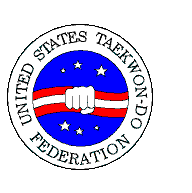 UNITED STATES TAEKWON-DO
FEDERATION